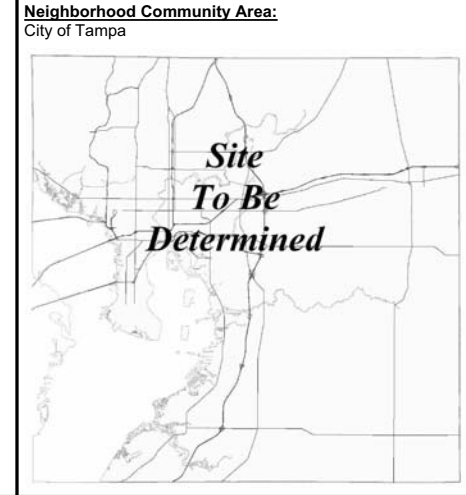 Neighborhood Community Area:
City of Tampa
Site
To Be
Determined